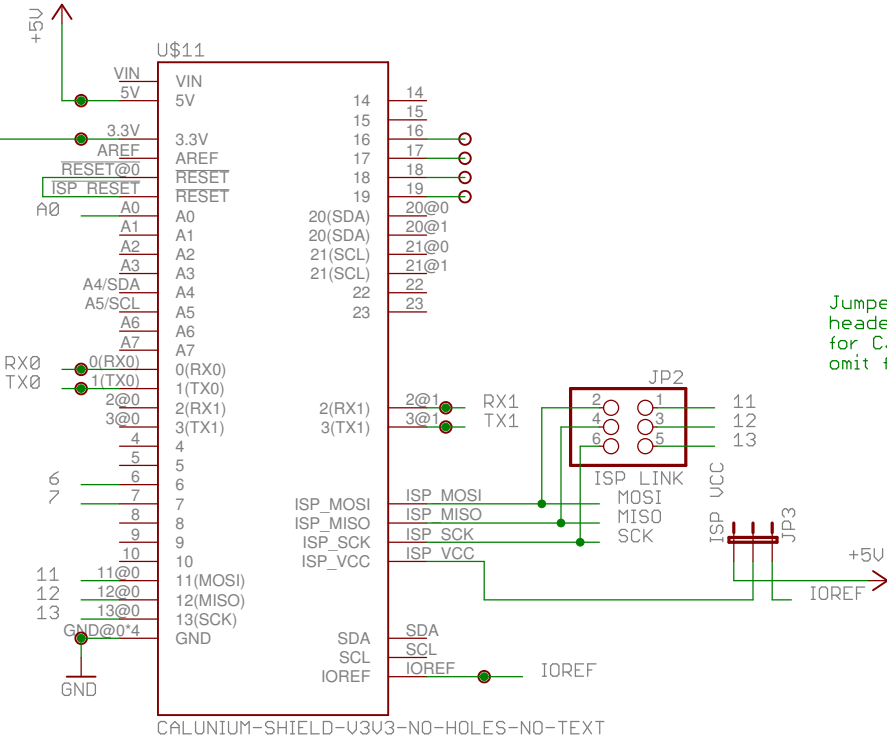 +5V
U$11
VIN VIN
5V 5V 14 14
15 15
3.3V 3.3V 16 16
AREF AREF 17 17
RESET@0 RESET 18 18
ISP_RESET RESET 19 19
A0 A0 A0 20(SDA) 20@0
A1 A1 20(SDA) 20@1
A2 A2 21(SCL) 21@0
A3 A3 21(SCL) 21@1
A4/SDA A4 22 22
A5/SCL A5 23 23
A6 A6
A7 A7
RX0 0(RX0) 0(RX0)
TX0 1(TX0) 1(TX0)
2@0 2(RX1) 2(RX1) 2@1 RX1
3@0 3(TX1) 3(TX1) 3@1 TX1
4 4
5 5
6 6 6
7 7 7 ISP_MOSI ISP_MOSI
8 8 ISP_MISO ISP_MISO
9 9 ISP_SCK ISP_SCK
10 10 ISP_VCC ISP_VCC
11 11@0 11(MOSI)
12 12@0 12(MISO)
13 13@0 13(SCK)
GND@0*4 GND SDA SDA
SCL SCL
IOREF IOREF IOREF
GND
CALUNIUM-SHIELD-V3V3-NO-HOLES-NO-TEXT
JP2
2 1 11
4 3 12
6 5 13
ISP LINK
MOSI
MISO
SCK
ISP VCC
JP3
+5V
IOREF
Jumpe
heade
for C
omit